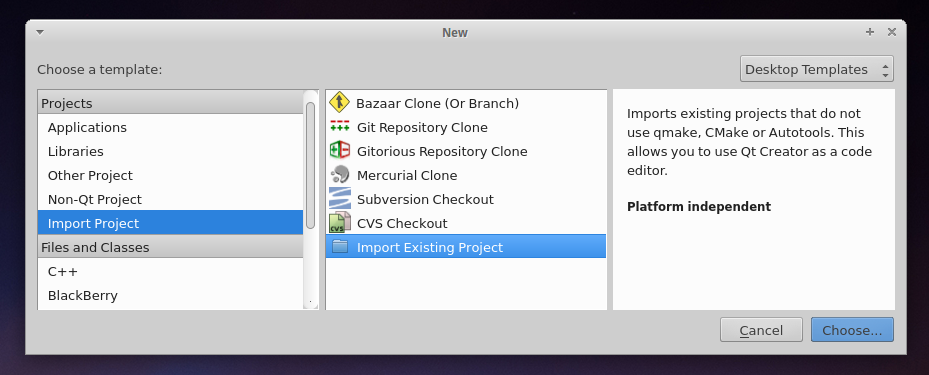 New
Choose a template:
Desktop Templates
Projects
Applications
Libraries
Other Project
Non-Qt Project
Import Project
Files and Classes
C++
BlackBerry
Bazaar Clone (Or Branch)
Git Repository Clone
Gitorious Repository Clone
Mercurial Clone
Subversion Checkout
CVS
CVS Checkout
Import Existing Project
Imports existing projects that do not
use qmake, CMake or Autotools. This
allows you to use Qt Creator as a code
editor.
Platform independent
Cancel
Choose...